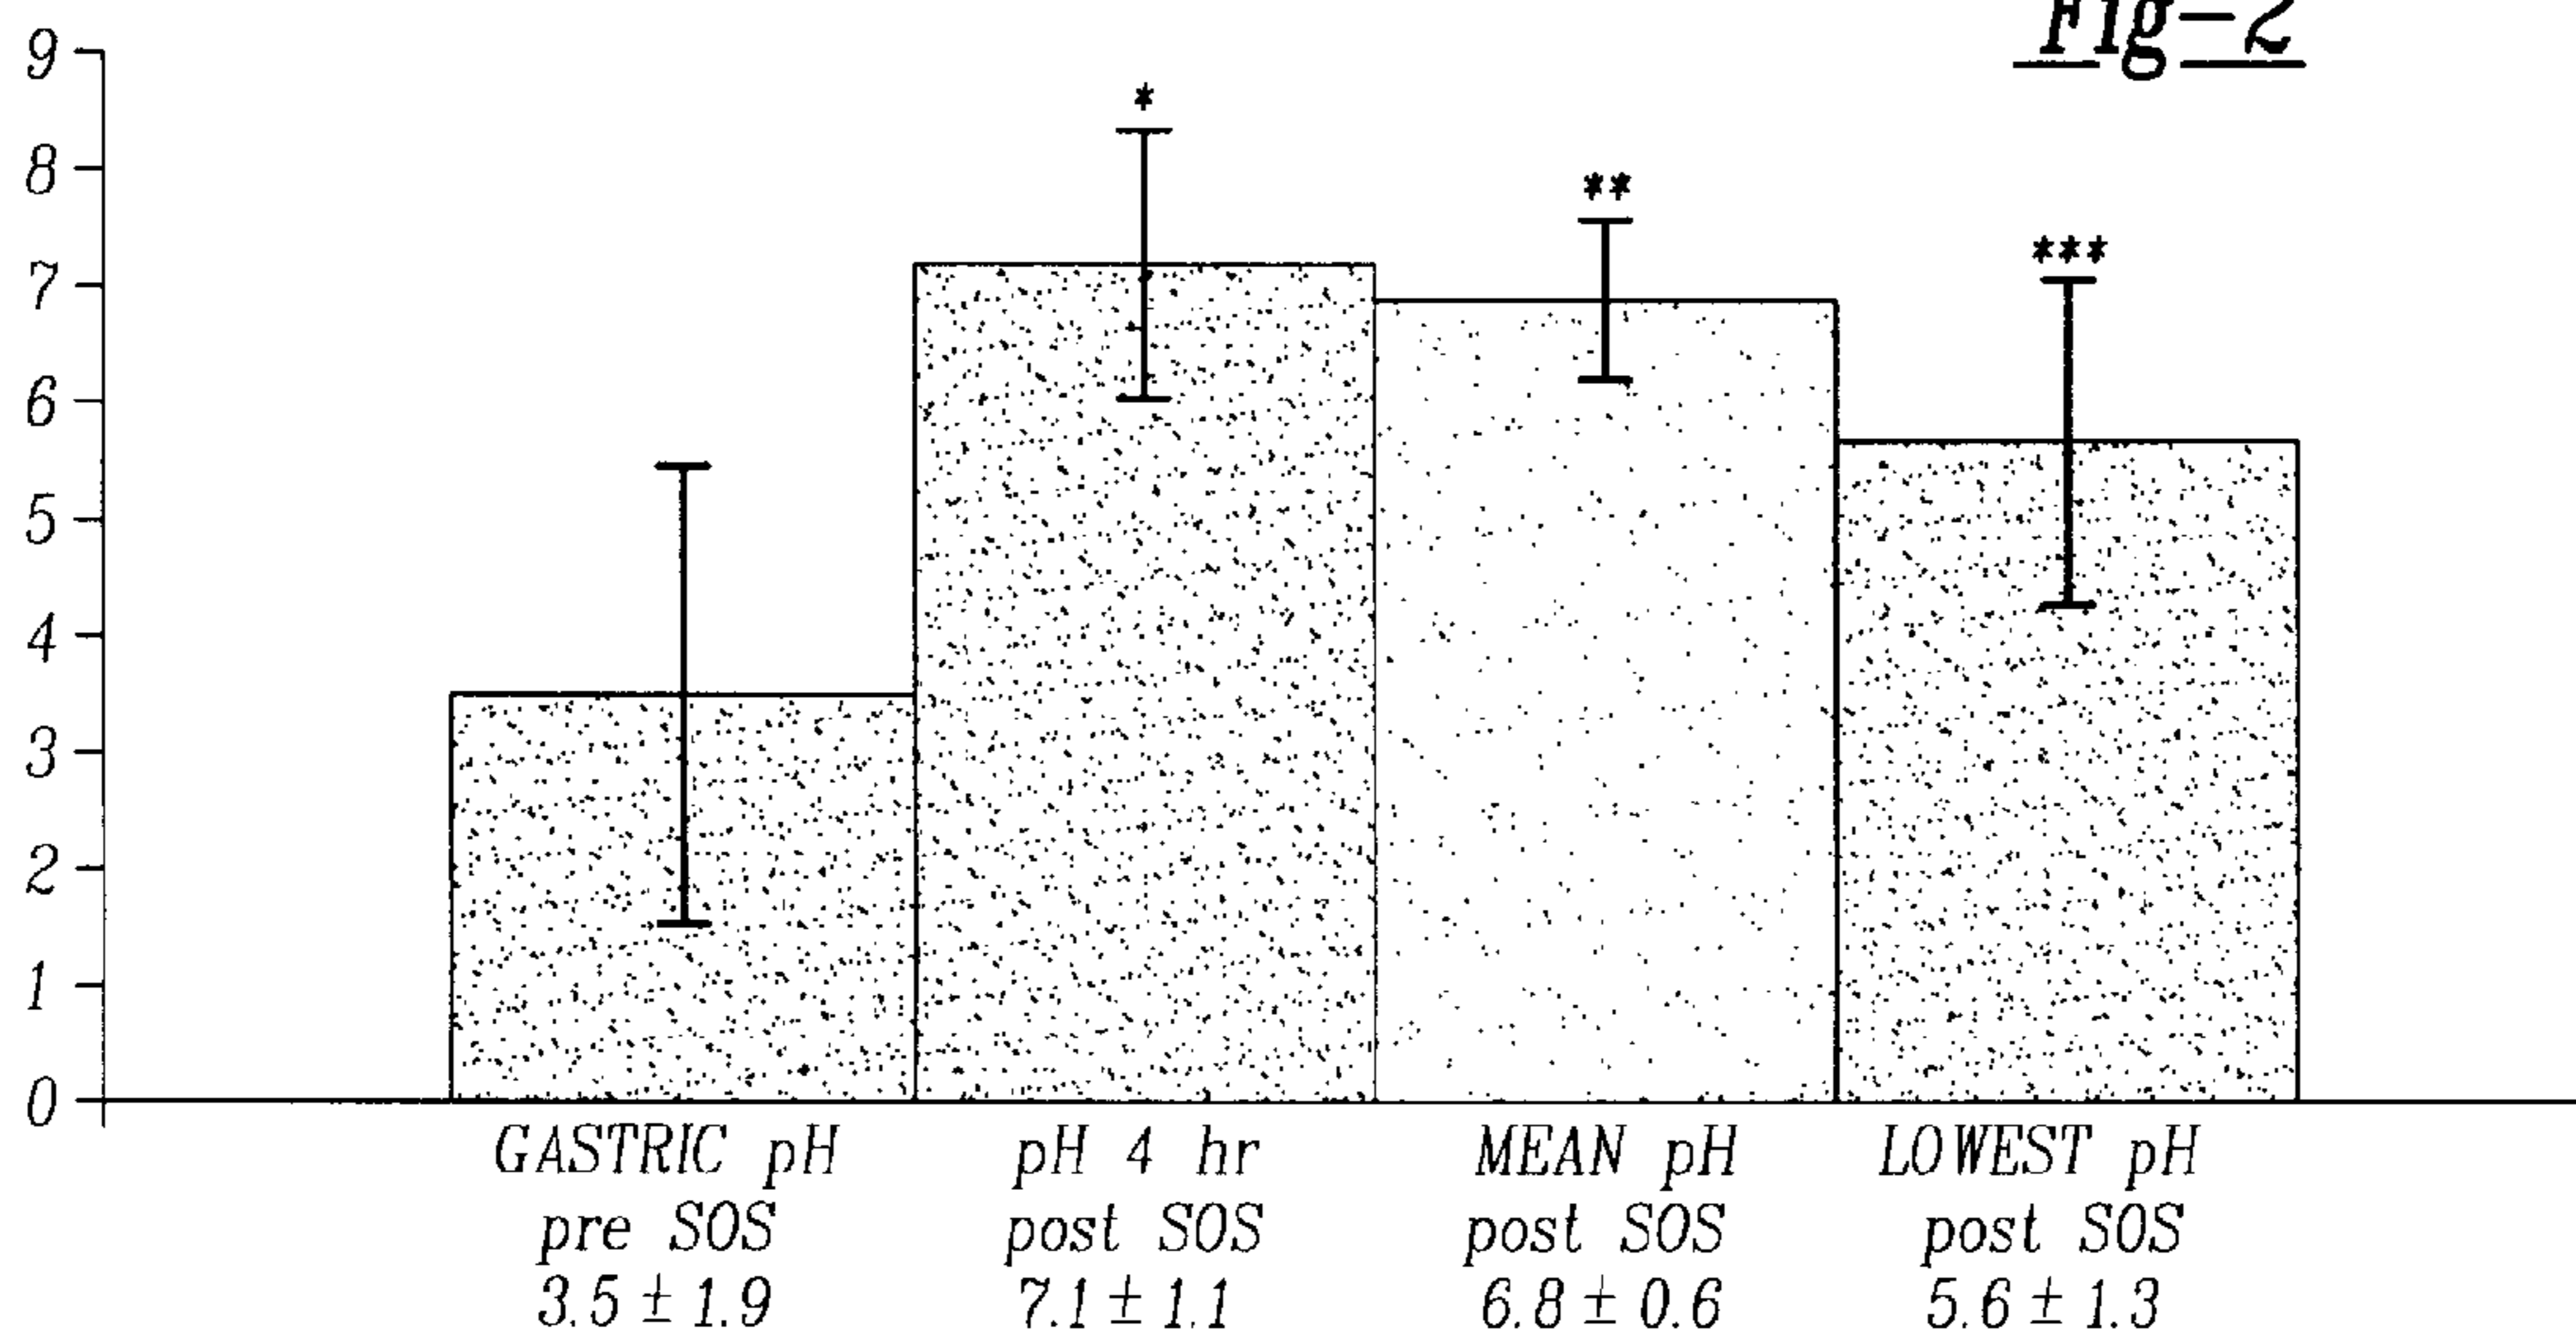 Fig-2
9
8
7
6
5
4
3
2
1
0
*
**
***
GASTRIC pH
pre SOS
3.5 ± 1.9
pH 4 hr
post SOS
7.1 ± 1.1
MEAN pH
post SOS
6.8 ± 0.6
LOWEST pH
post SOS
5.6 ± 1.3